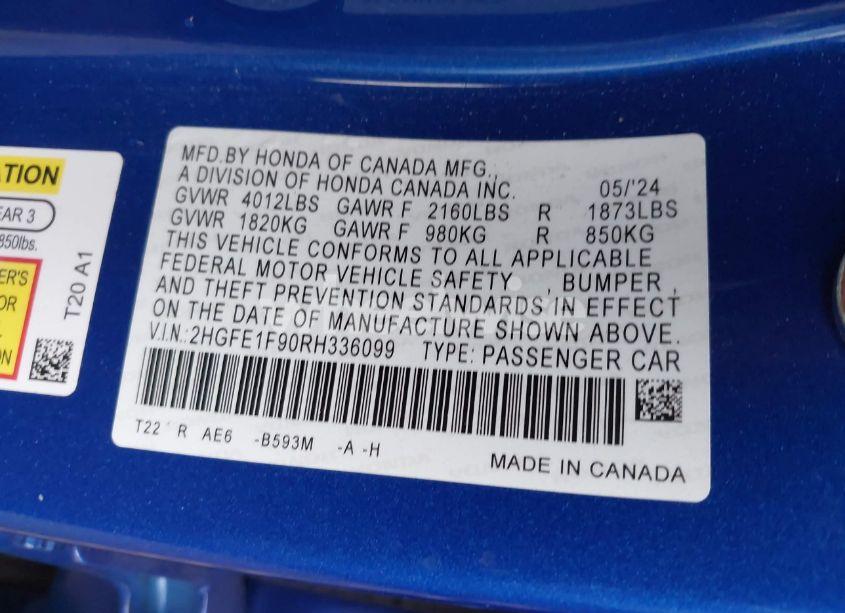 MFD.BY HONDA OF CANADA MFG.,
A DIVISION OF HONDA CANADA INC. 05/'24
GVWR 4012LBS GAWR F 2160LBS R 1873LBS
GVWR 1820KG GAWR F 980KG R 850KG
THIS VEHICLE CONFORMS TO ALL APPLICABLE
FEDERAL MOTOR VEHICLE SAFETY , BUMPER ,
AND THEFT PREVENTION STANDARDS IN EFFECT
ON THE DATE OF MANUFACTURE SHOWN ABOVE.
V.I.N.: 2HGFE1F90RH336099 TYPE: PASSENGER CAR
T22 R AE6 -B593M -A -H
MADE IN CANADA
ATION
EAR 3
850lbs.
ER'S
OR
ON
T20 A1